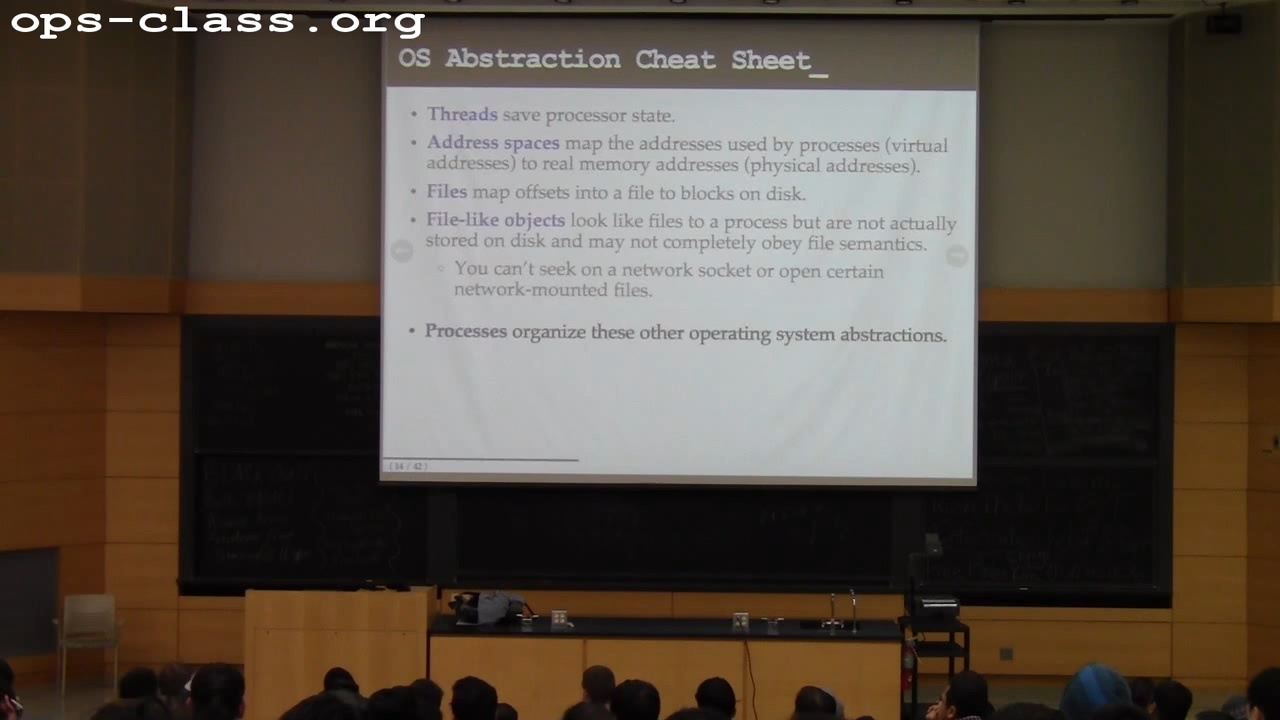 ops-class.org
OS Abstraction Cheat Sheet_
• Threads save processor state.
• Address spaces map the addresses used by processes (virtual
addresses) to real memory addresses (physical addresses).
• Files map offsets into a file to blocks on disk.
• File-like objects look like files to a process but are not actually
stored on disk and may not completely obey file semantics.
◦ You can't seek on a network socket or open certain
network-mounted files.
• Processes organize these other operating system abstractions.
( 14 / 42 )